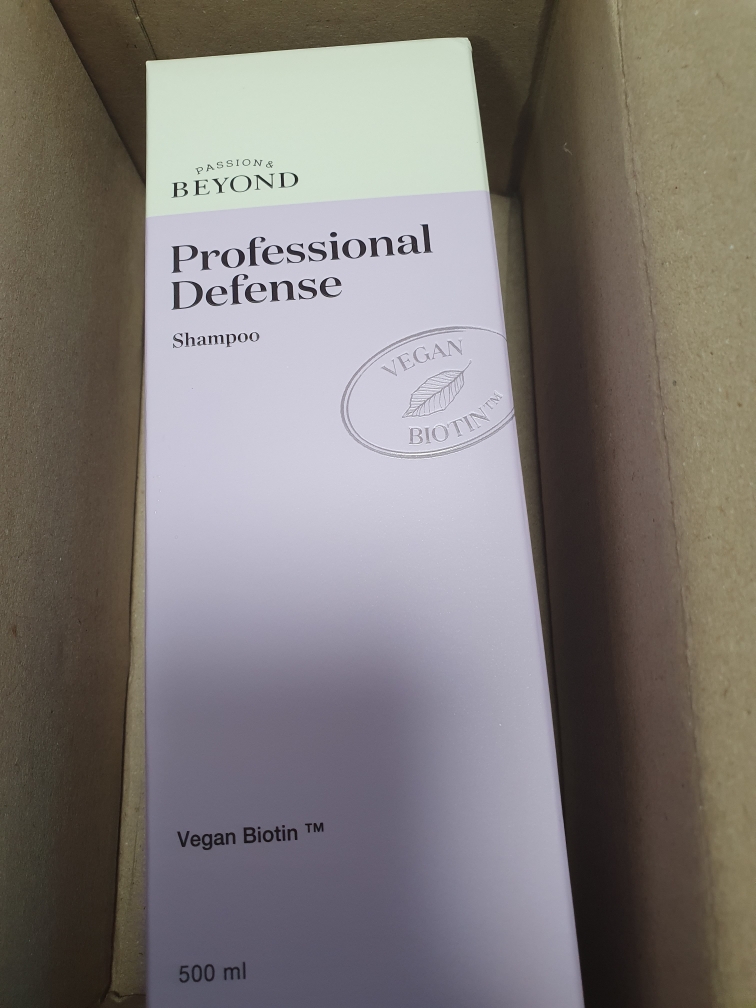 PASSION &
BEYOND
Professional
Defense
Shampoo
VEGAN
BIOTIN™
Vegan Biotin ™
500 ml